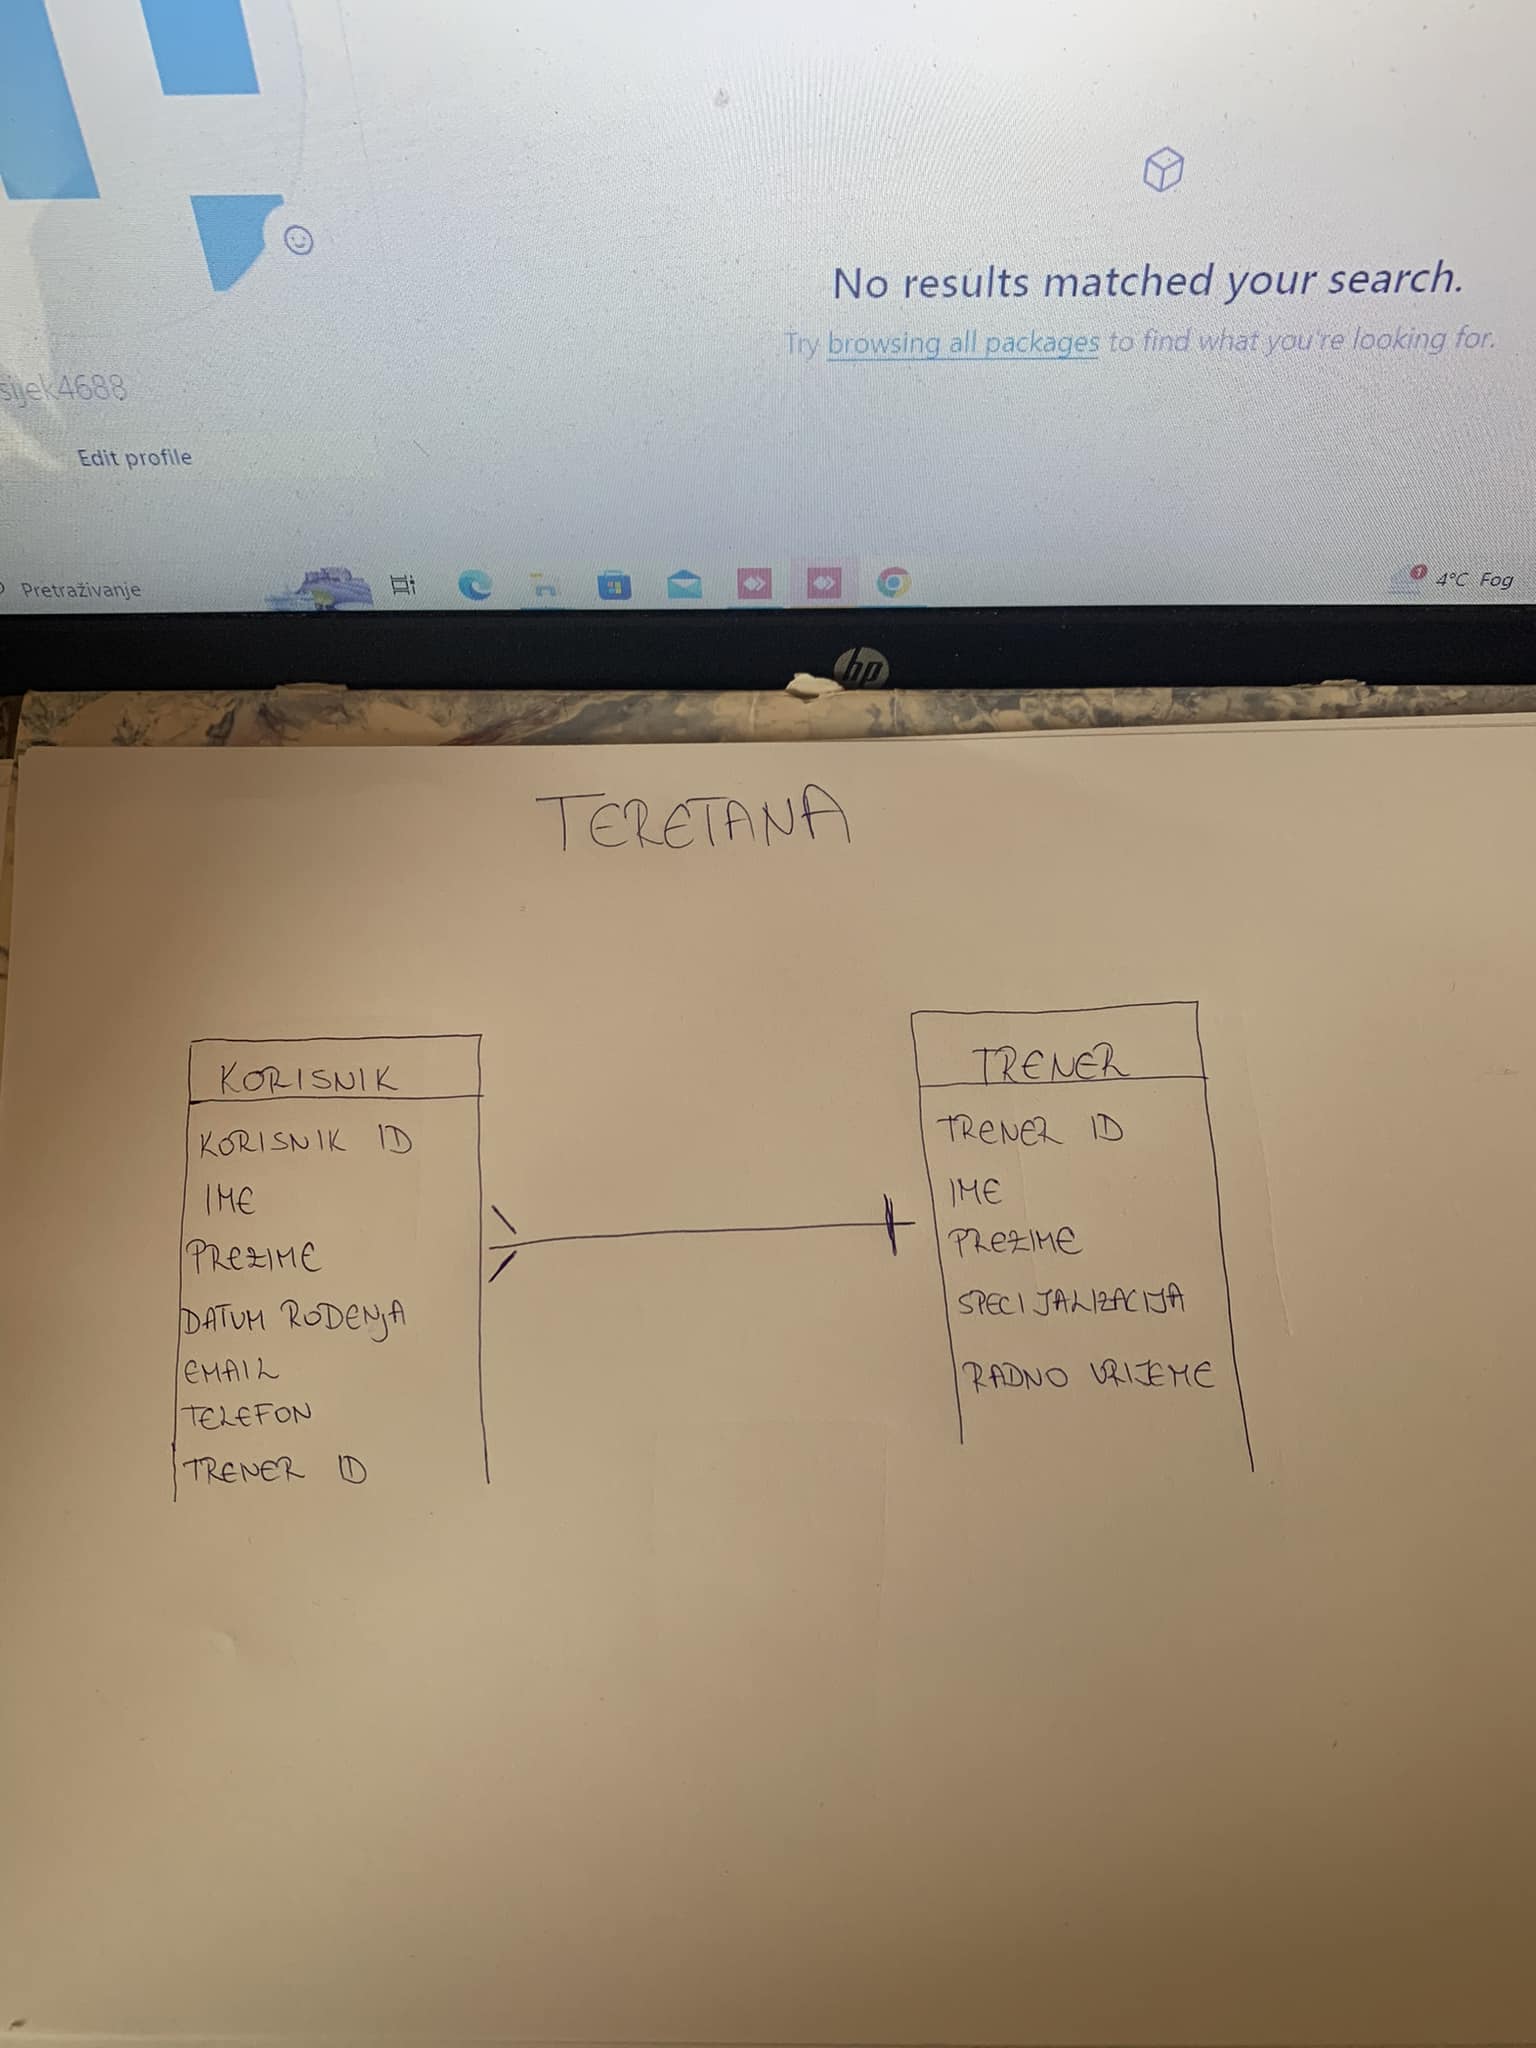 No results matched your search.
Try browsing all packages to find what you're looking for.
sijek4688
Edit profile
Pretraživanje
1
4°C Fog
hp
TERETANA
KORISNIK
KORISNIK ID
IME
PREZIME
DATUM ROĐENJA
EMAIL
TELEFON
TRENER ID
TRENER
TRENER ID
IME
PREZIME
SPECIJALIZACIJA
RADNO VRIJEME